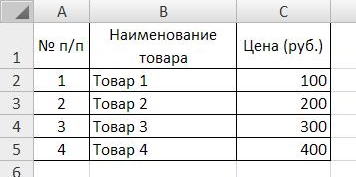 A B C
1 № п/п Наименование товара Цена (руб.)
2 1 Товар 1 100
3 2 Товар 2 200
4 3 Товар 3 300
5 4 Товар 4 400
6